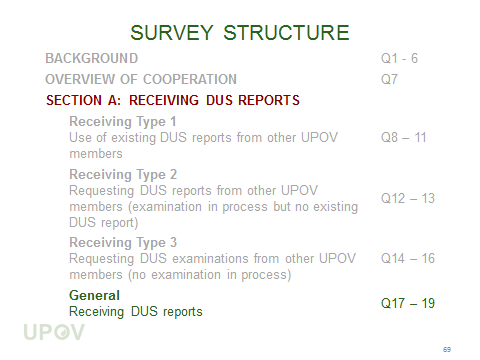 SURVEY STRUCTURE
BACKGROUND Q1 - 6
OVERVIEW OF COOPERATION Q7
SECTION A: RECEIVING DUS REPORTS
Receiving Type 1
Use of existing DUS reports from other UPOV
members
Q8 – 11
Receiving Type 2
Requesting DUS reports from other UPOV
members (examination in process but no existing
DUS report)
Q12 – 13
Receiving Type 3
Requesting DUS examinations from other UPOV
members (no examination in process)
Q14 – 16
General
Receiving DUS reports
Q17 – 19
UPOV
69